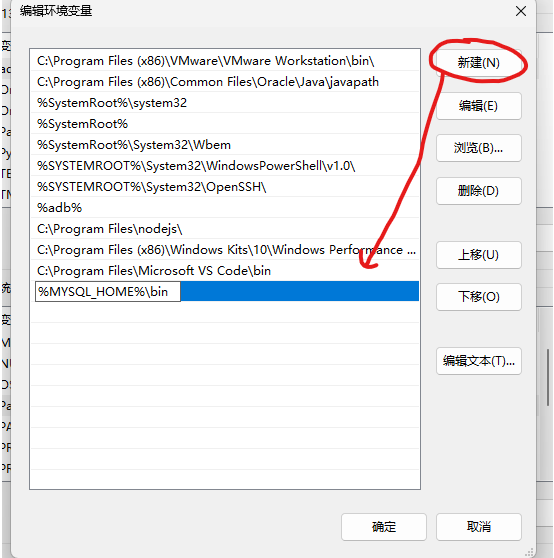 编辑环境变量
C:\Program Files (x86)\VMware\VMware Workstation\bin\
C:\Program Files (x86)\Common Files\Oracle\Java\javapath
%SystemRoot%\system32
%SystemRoot%
%SystemRoot%\System32\Wbem
%SYSTEMROOT%\System32\WindowsPowerShell\v1.0\
%SYSTEMROOT%\System32\OpenSSH\
%adb%
C:\Program Files\nodejs\
C:\Program Files (x86)\Windows Kits\10\Windows Performance ...
C:\Program Files\Microsoft VS Code\bin
%MYSQL_HOME%\bin
新建(N)
编辑(E)
浏览(B)...
删除(D)
上移(U)
下移(O)
编辑文本(T)...
确定
取消